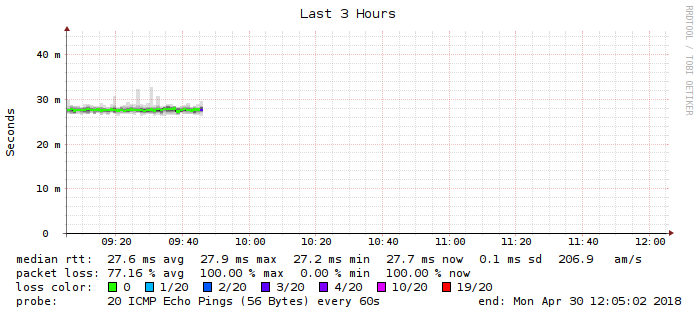 Last 3 Hours
RRDTOOL / TOBI OETIKER
Seconds
40 m
30 m
20 m
10 m
0
09:20 09:40 10:00 10:20 10:40 11:00 11:20 11:40 12:00
median rtt: 27.6 ms avg 27.9 ms max 27.2 ms min 27.7 ms now 0.1 ms sd 206.9 am/s
packet loss: 77.16 % avg 100.00 % max 0.00 % min 100.00 % now
loss color: 0 1/20 2/20 3/20 4/20 10/20 19/20
probe: 20 ICMP Echo Pings (56 Bytes) every 60s end: Mon Apr 30 12:05:02 2018